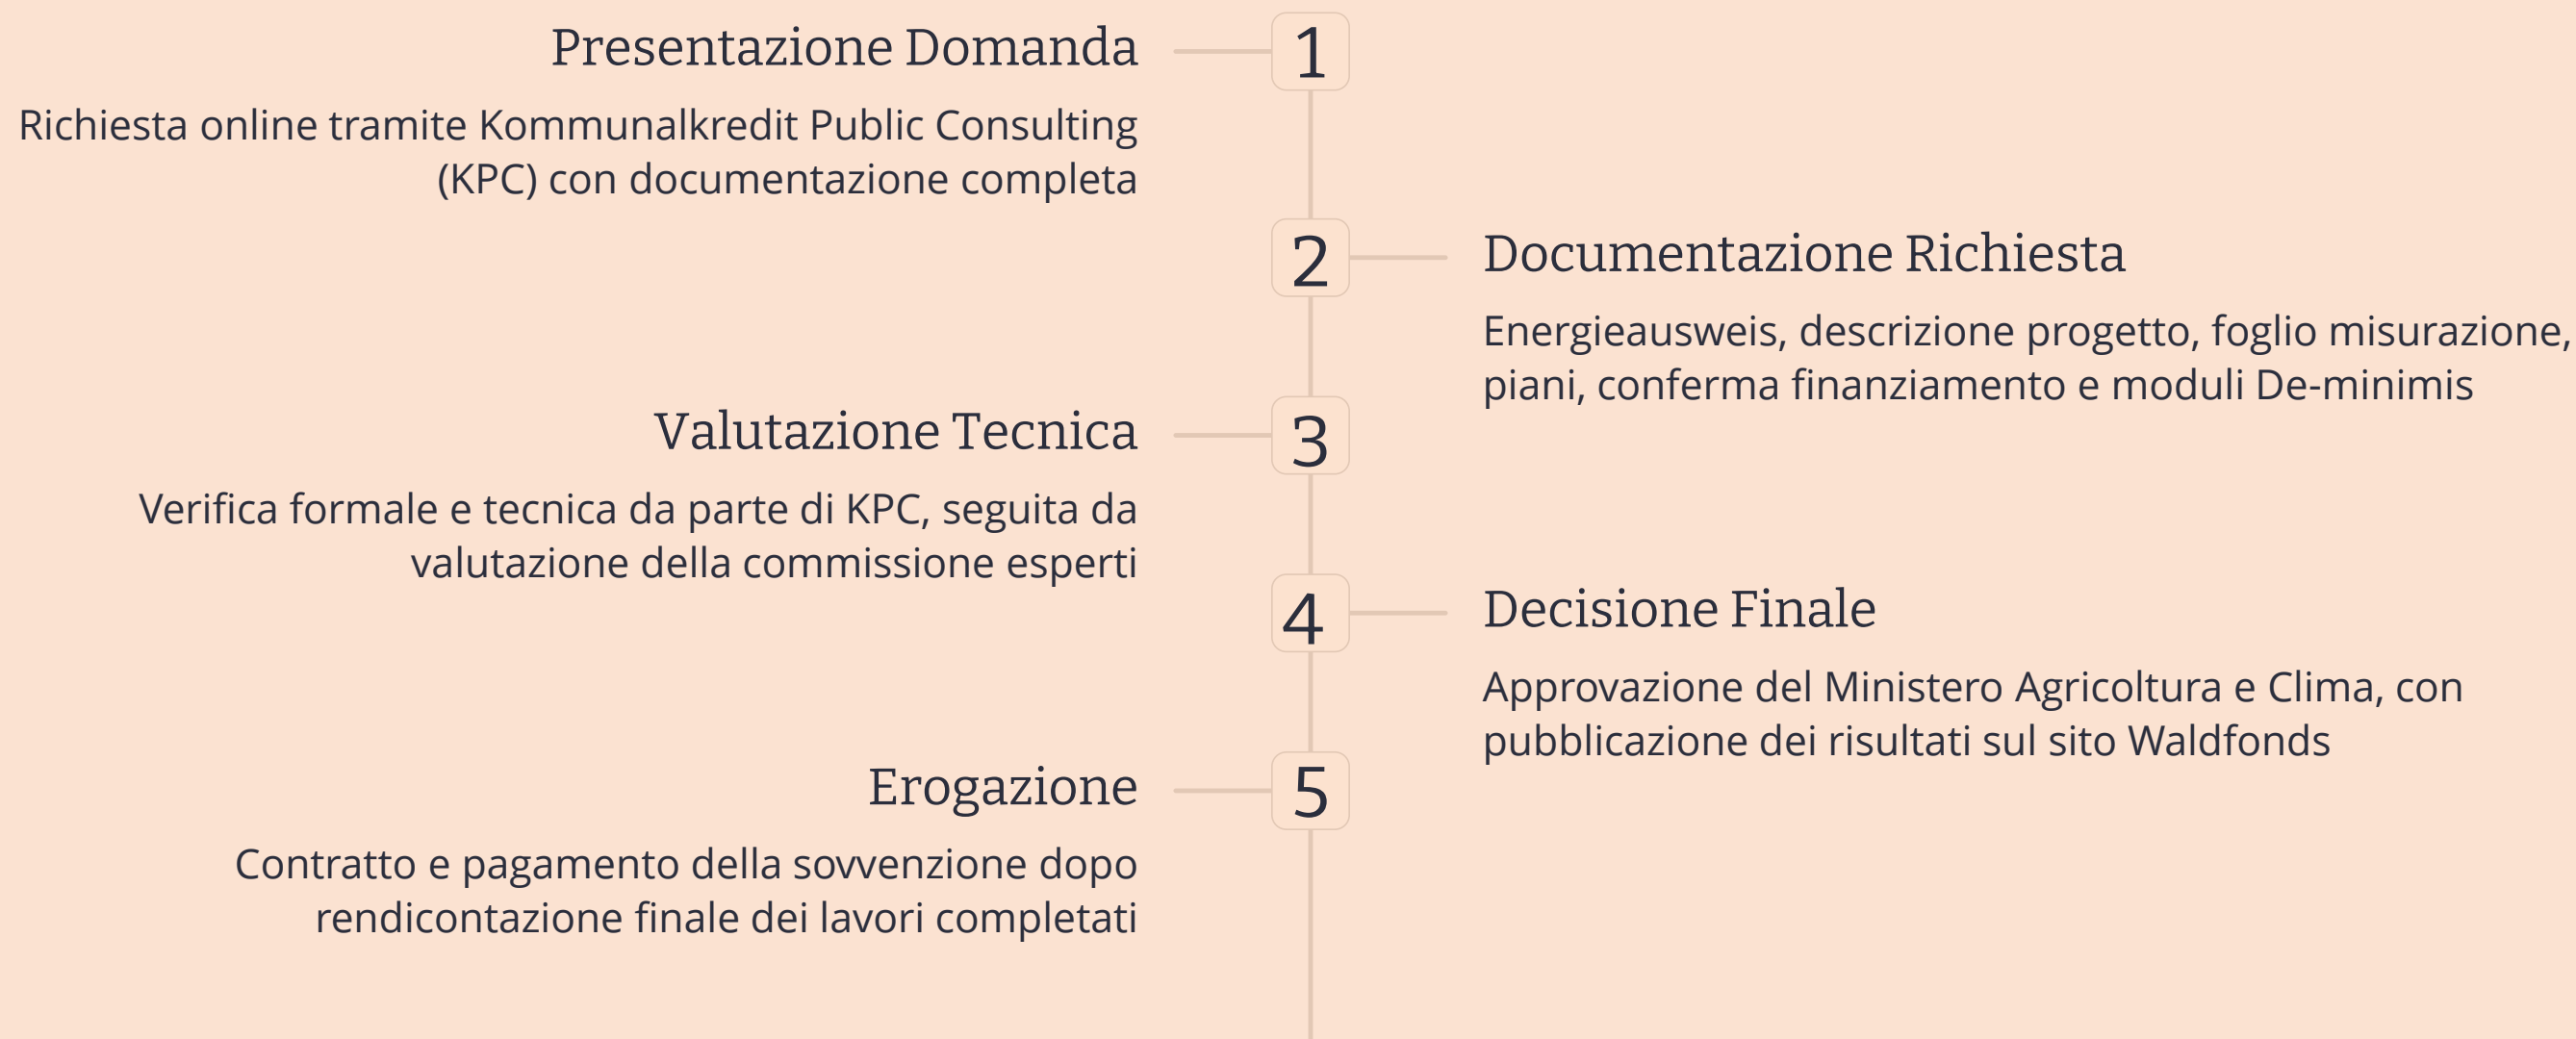 Presentazione Domanda
1
Richiesta online tramite Kommunalkredit Public Consulting
(KPC) con documentazione completa
2
Documentazione Richiesta
Energieausweis, descrizione progetto, foglio misurazione,
piani, conferma finanziamento e moduli De-minimis
Valutazione Tecnica
3
Verifica formale e tecnica da parte di KPC, seguita da
valutazione della commissione esperti
4
Decisione Finale
Approvazione del Ministero Agricoltura e Clima, con
pubblicazione dei risultati sul sito Waldfonds
Erogazione
5
Contratto e pagamento della sovvenzione dopo
rendicontazione finale dei lavori completati